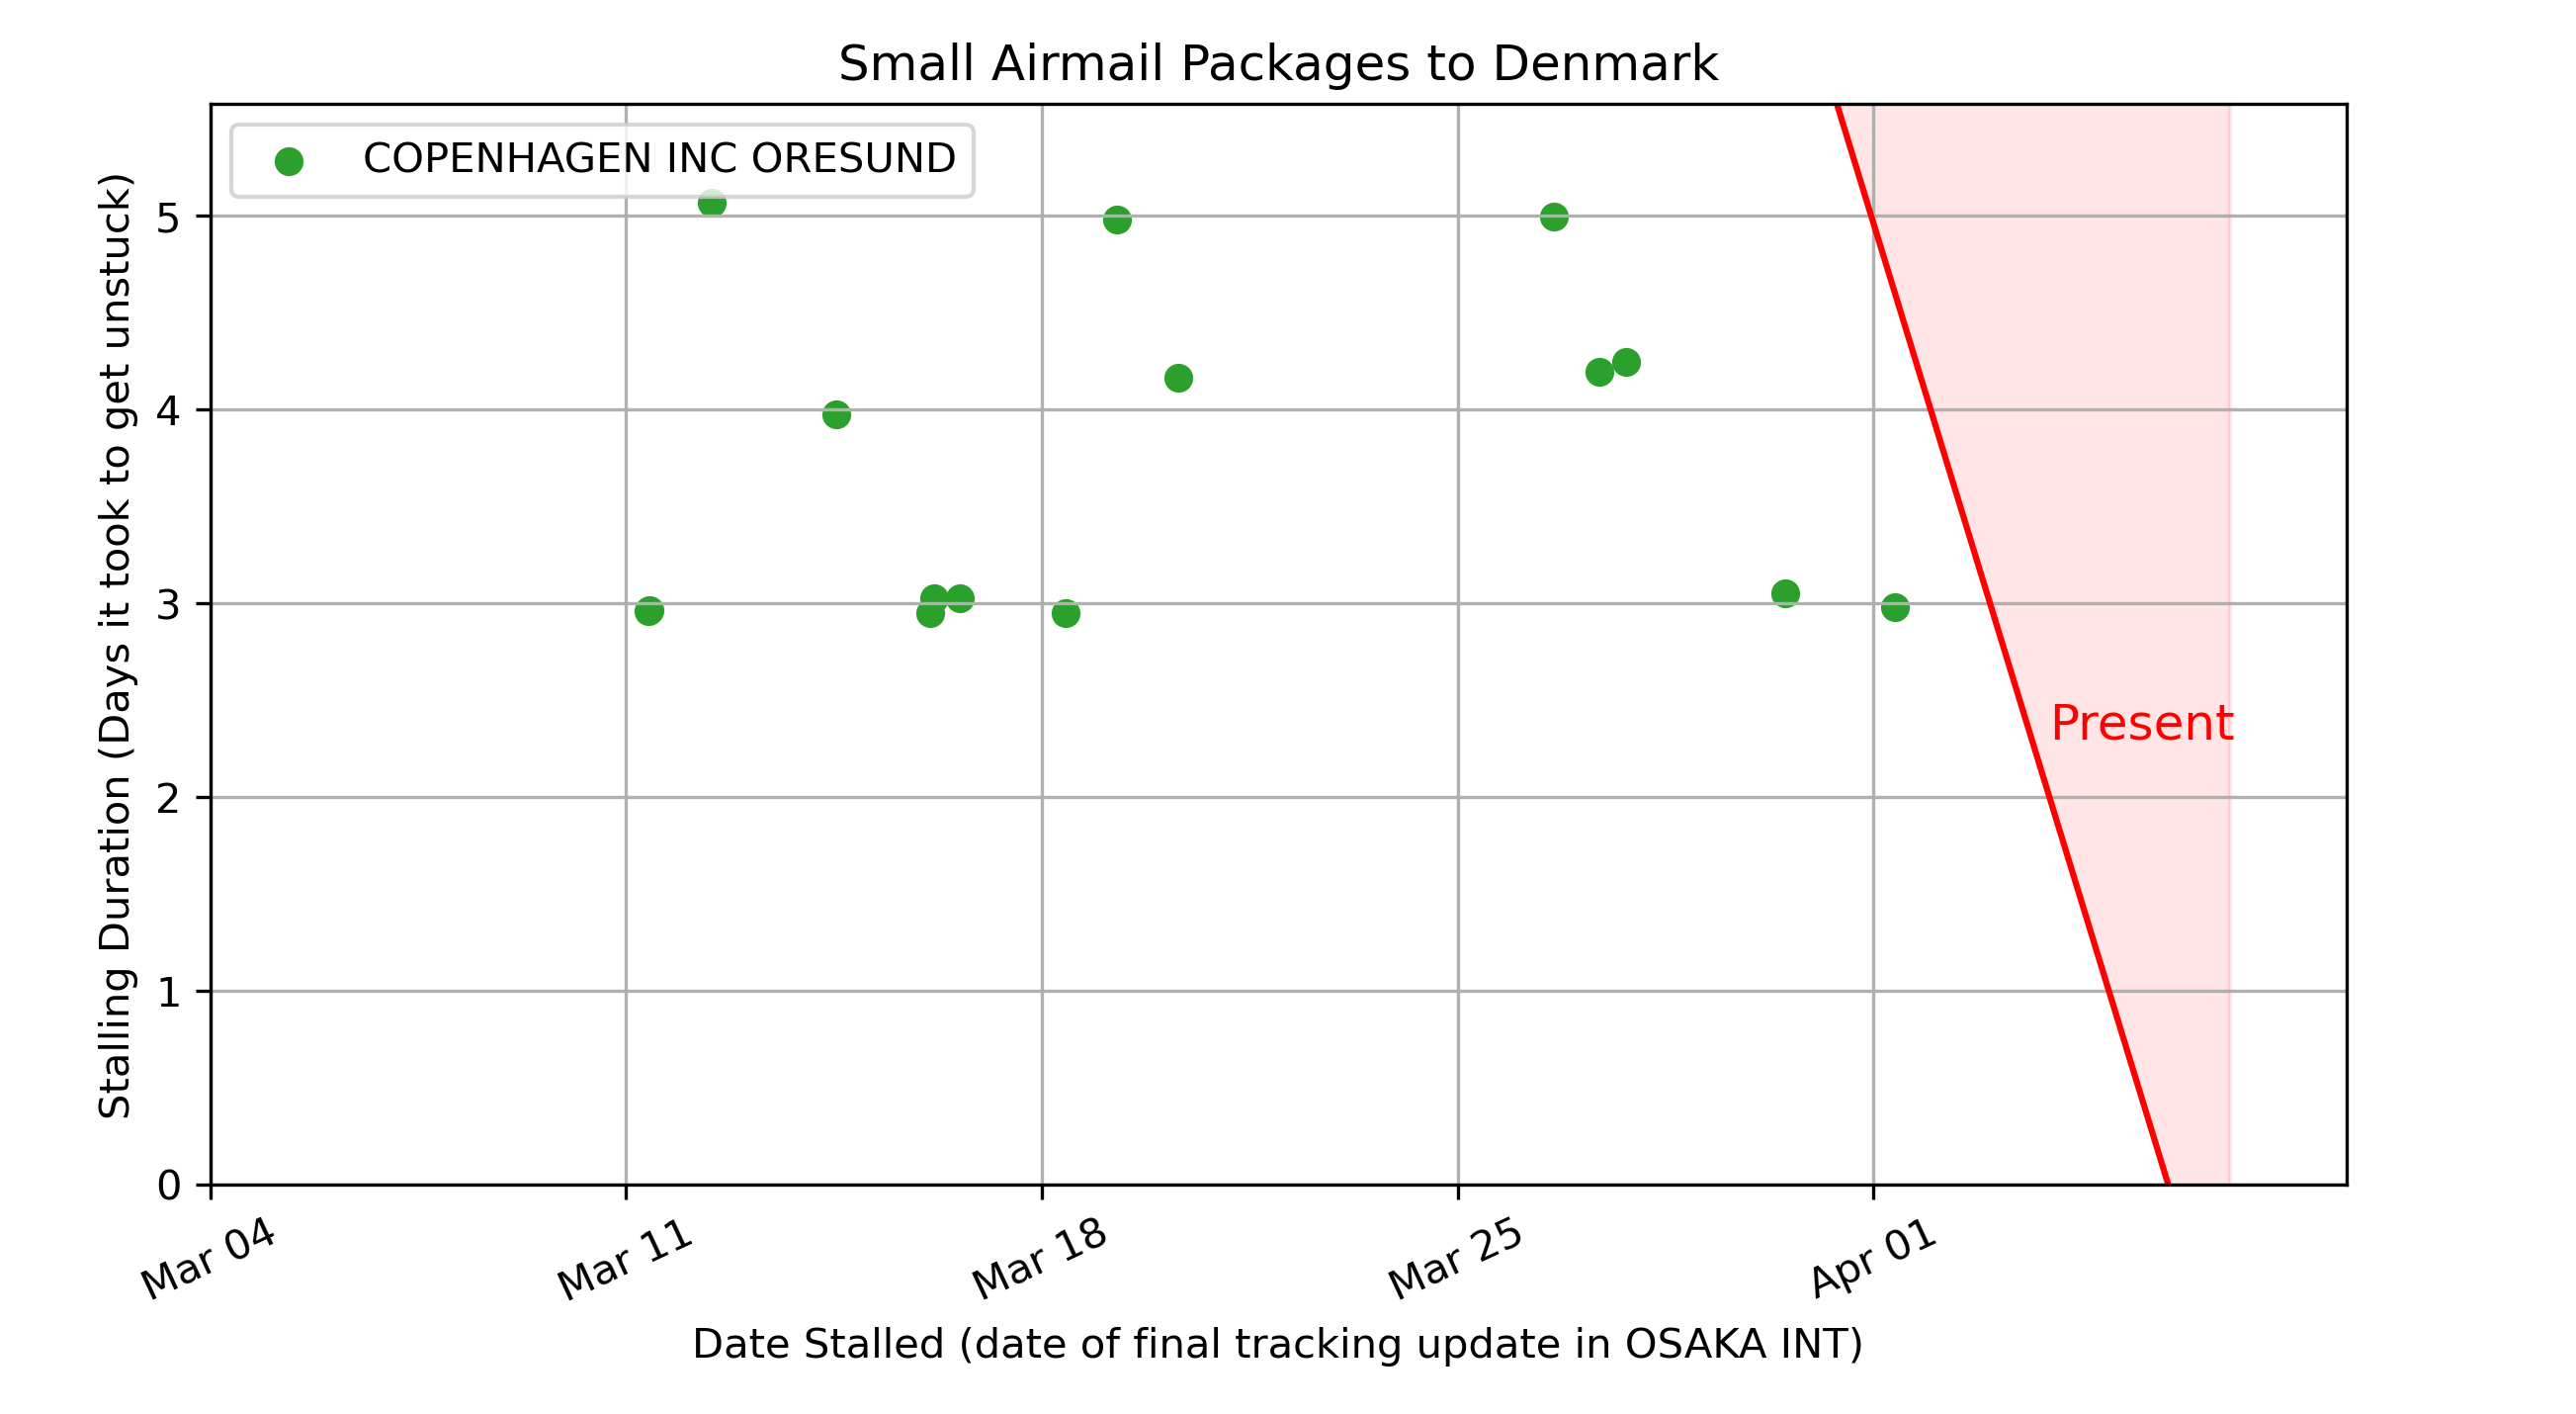 Small Airmail Packages to Denmark
COPENHAGEN INC ORESUND
Stalling Duration (Days it took to get unstuck)
5
4
3
2
1
0
Present
Mar 04
Mar 11
Mar 18
Mar 25
Apr 01
Date Stalled (date of final tracking update in OSAKA INT)